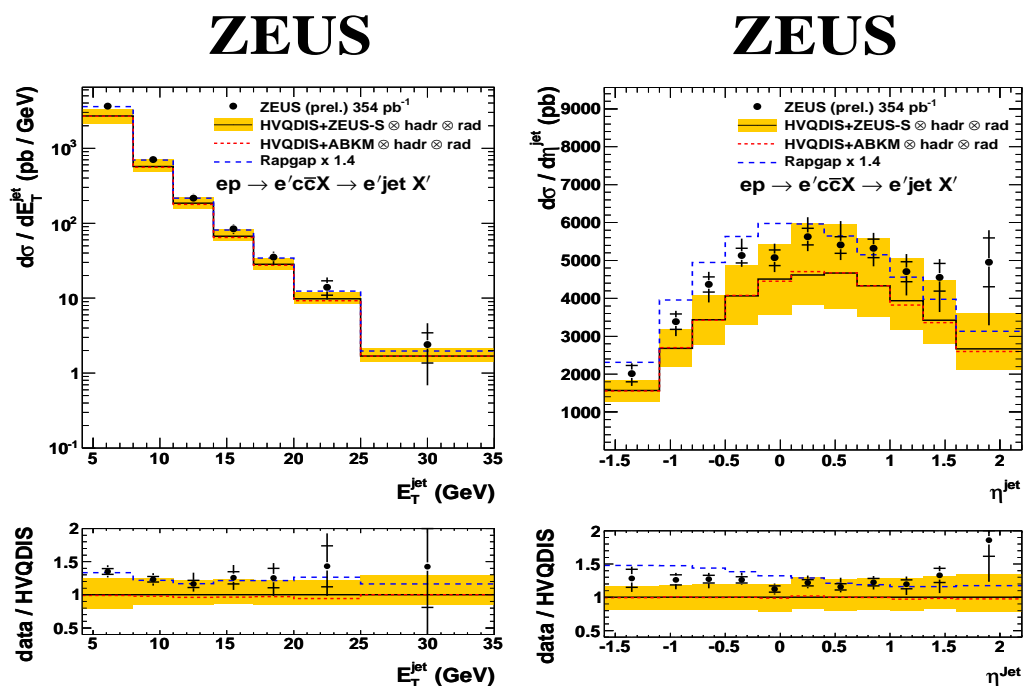 ZEUS
dσ / dE_T^jet (pb / GeV)
10³
10²
10
1
10⁻¹
ZEUS (prel.) 354 pb⁻¹
HVQDIS+ZEUS-S ⊗ hadr ⊗ rad
HVQDIS+ABKM ⊗ hadr ⊗ rad
Rapgap x 1.4
ep → e′cc̅X → e′jet X′
5 10 15 20 25 30 35
E_T^jet (GeV)
data / HVQDIS
2
1.5
1
0.5
5 10 15 20 25 30 35
E_T^jet (GeV)
ZEUS
dσ / dη^jet (pb)
9000
8000
7000
6000
5000
4000
3000
2000
1000
ZEUS (prel.) 354 pb⁻¹
HVQDIS+ZEUS-S ⊗ hadr ⊗ rad
HVQDIS+ABKM ⊗ hadr ⊗ rad
Rapgap x 1.4
ep → e′cc̅X → e′jet X′
-1.5 -1 -0.5 0 0.5 1 1.5 2
η^jet
data / HVQDIS
2
1.5
1
0.5
-1.5 -1 -0.5 0 0.5 1 1.5 2
η^Jet